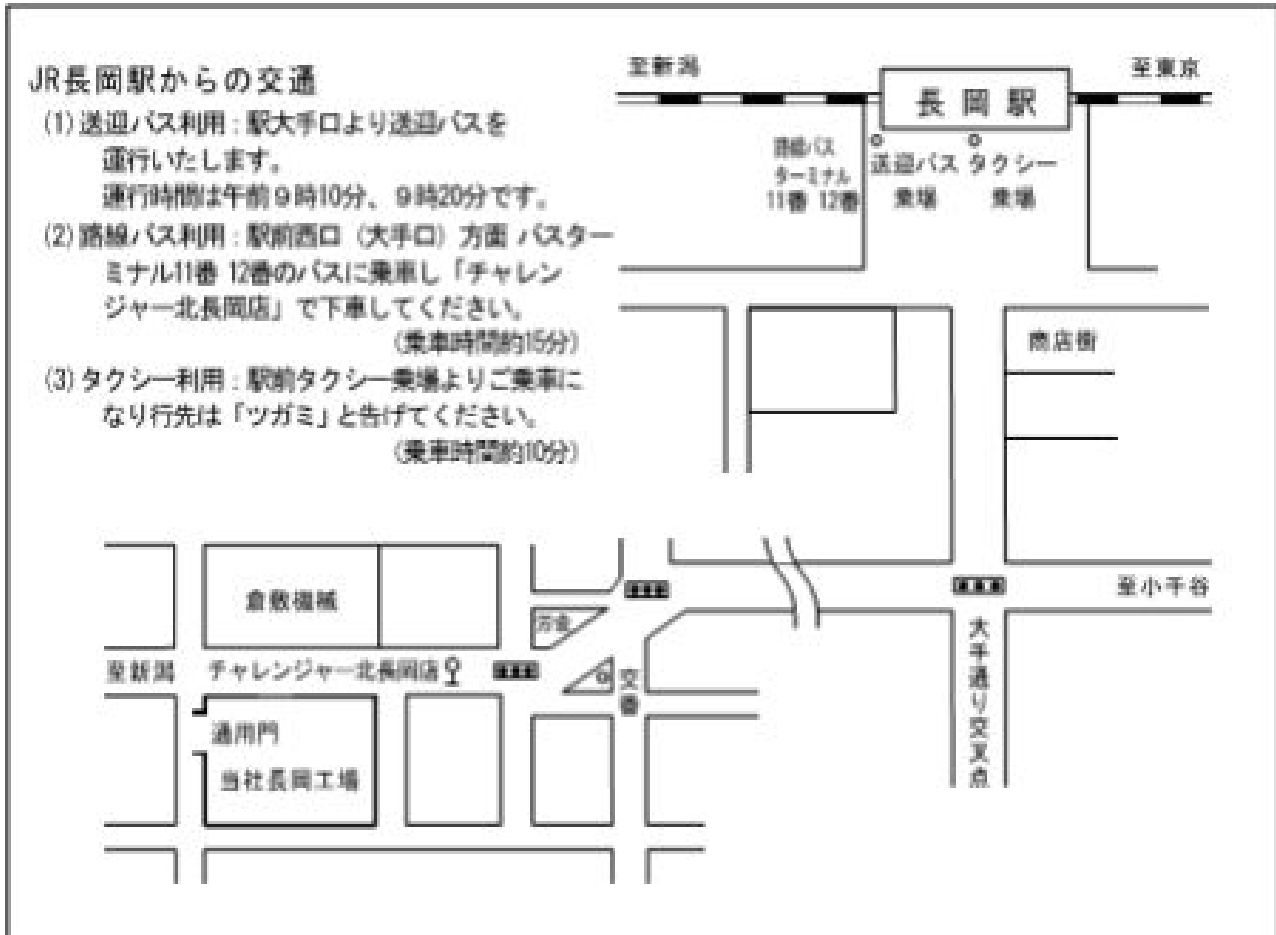 JR長岡駅からの交通
(1) 送迎バス利用：駅大手口より送迎バスを
運行いたします。
運行時間は午前９時10分、９時20分です。
(2) 路線バス利用：駅前西口（大手口）方面 バスター
ミナル11番 12番のバスに乗車し「チャレン
ジャー北長岡店」で下車してください。
（乗車時間約15分）
(3) タクシー利用：駅前タクシー乗場よりご乗車に
なり行先は「ツガミ」と告げてください。
（乗車時間約10分）
至新潟
長岡駅
至東京
路線バス
ターミナル
11番 12番
送迎バス
乗場
タクシー
乗場
商店街
至小千谷
大手通り交叉点
倉敷機械
至新潟
チャレンジャー北長岡店
交番
通用門
当社長岡工場